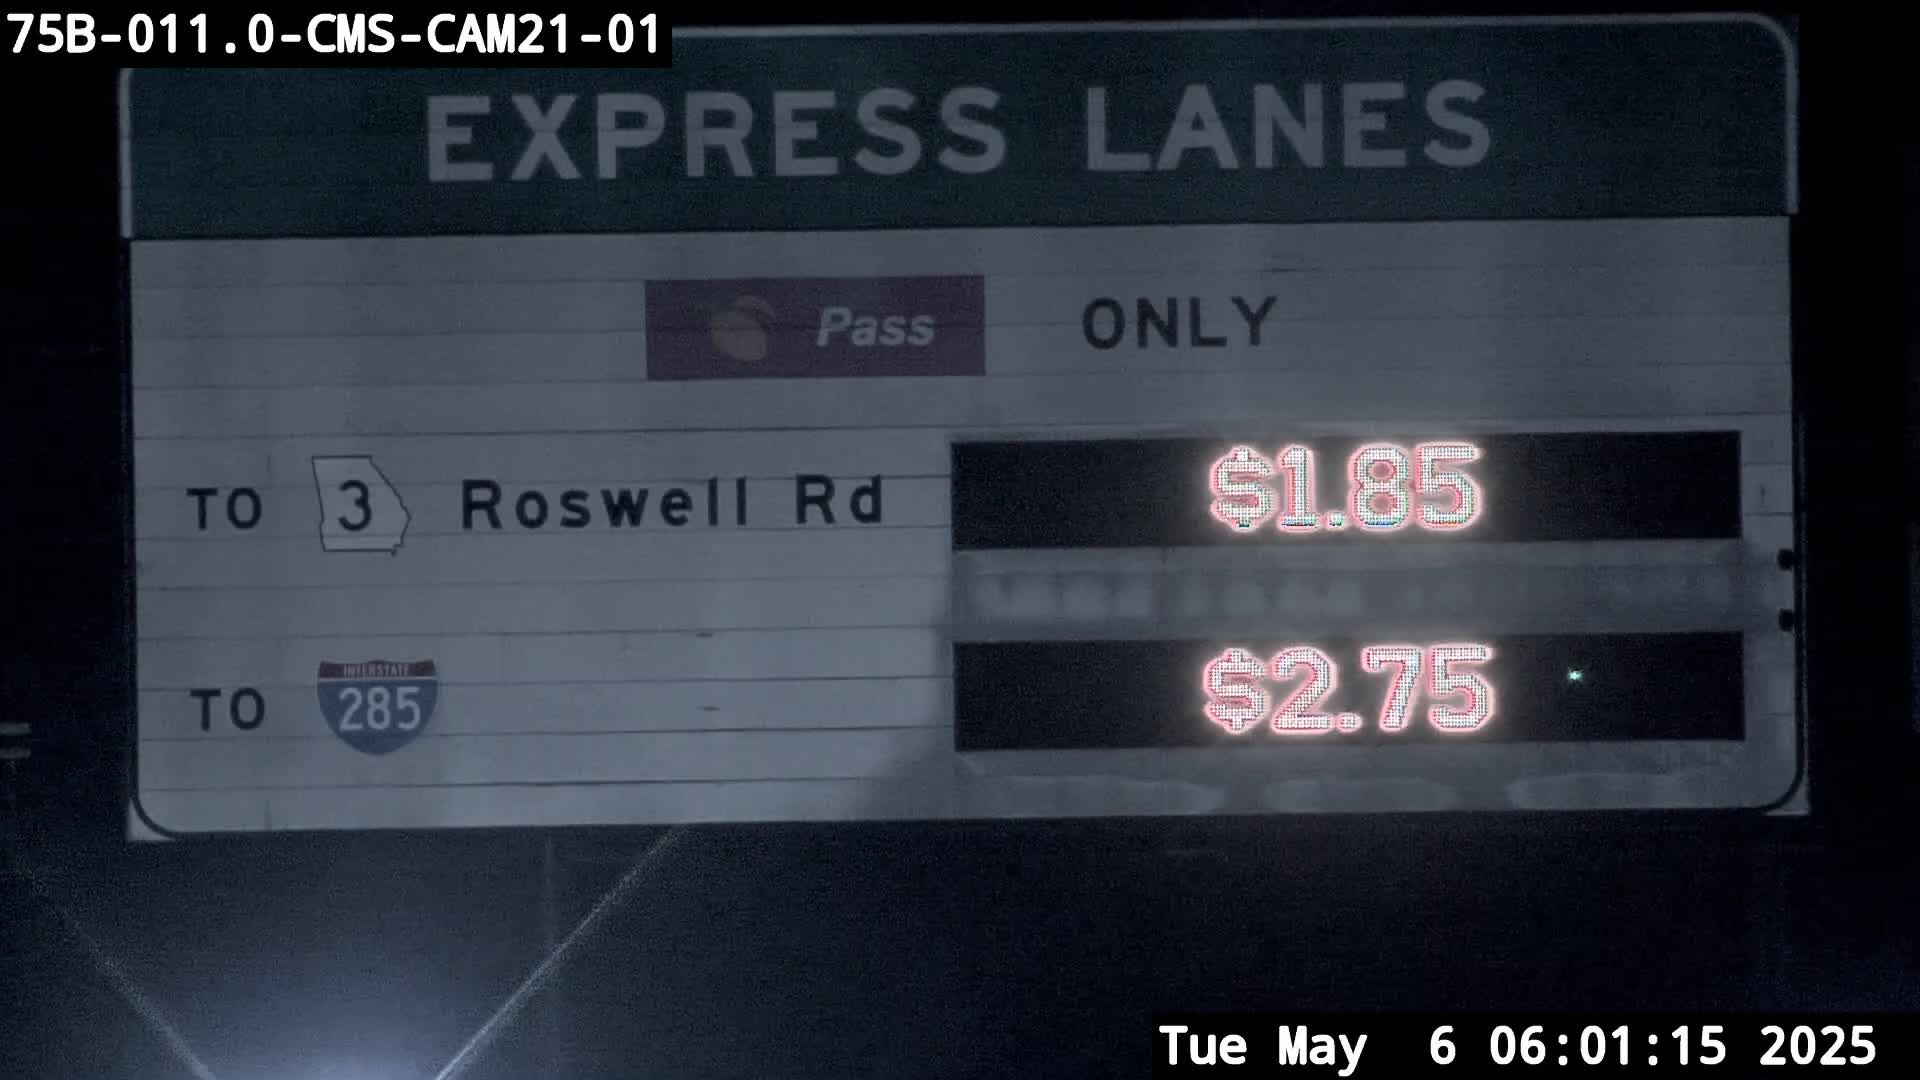 75B-011.0-CMS-CAM21-01
EXPRESS LANES
Pass ONLY
TO 3 Roswell Rd $1.85
INTERSTATE
TO 285 $2.75
Tue May 6 06:01:15 2025